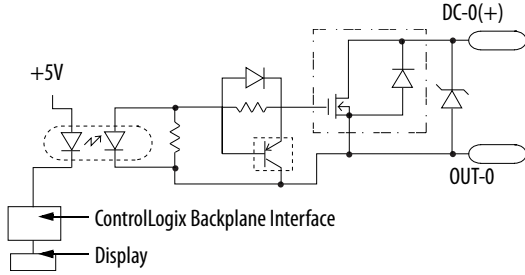 DC-0(+)
+5V
OUT-0
ControlLogix Backplane Interface
Display